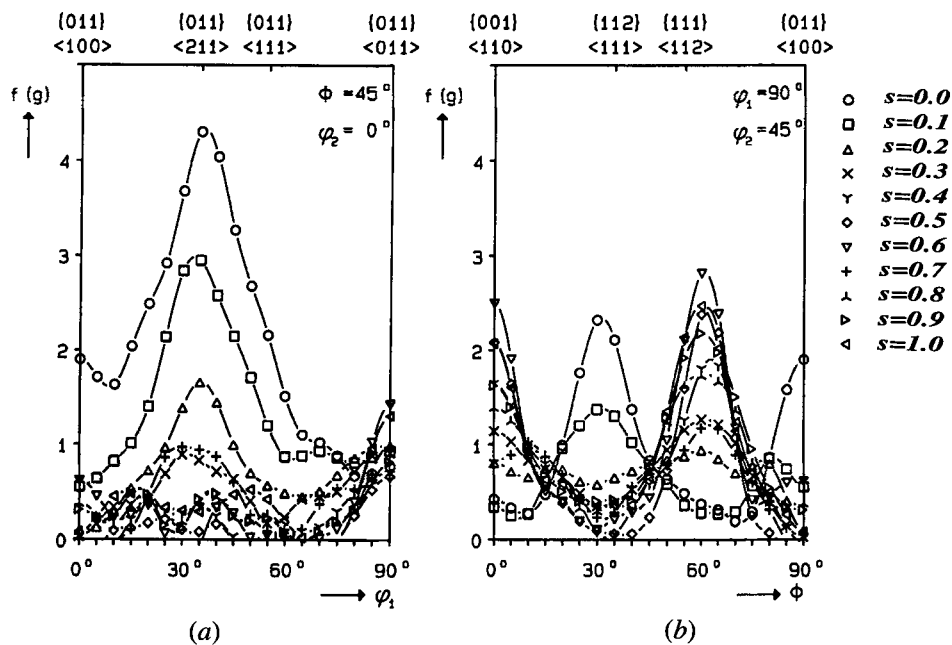 {011} {011} {011} {011}
<100> <211> <111> <011>
f (g)
Φ =45°
φ₂ = 0°
4
3
2
1
0
0° 30° 60° 90°
φ₁
(a)
{001} {112} {111} {011}
<110> <111> <112> <100>
f (g)
φ₁=90°
φ₂=45°
4
3
2
1
0
0° 30° 60° 90°
Φ
(b)
s=0.0
s=0.1
s=0.2
s=0.3
s=0.4
s=0.5
s=0.6
s=0.7
s=0.8
s=0.9
s=1.0